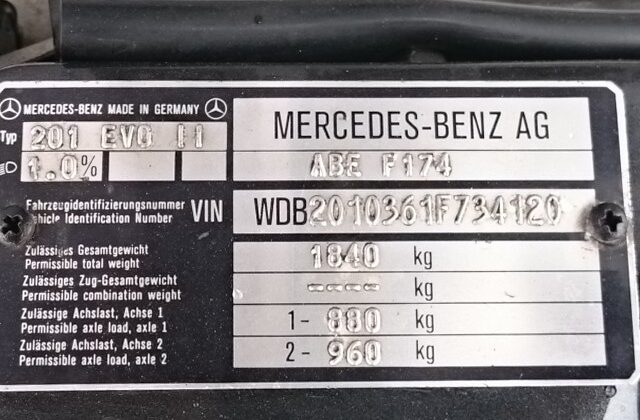 MERCEDES-BENZ MADE IN GERMANY
Typ 201 EVO II
1.0%
MERCEDES-BENZ AG
ABE F174
Fahrzeugidentifizierungsnummer
Vehicle Identification Number VIN WDB2010361F734120
Zulässiges Gesamtgewicht
Permissible total weight 1840 kg
Zulässiges Zug-Gesamtgewicht
Permissible combination weight ---- kg
Zulässige Achslast, Achse 1
Permissible axle load, axle 1 1- 880 kg
Zulässige Achslast, Achse 2
Permissible axle load, axle 2 2- 960 kg